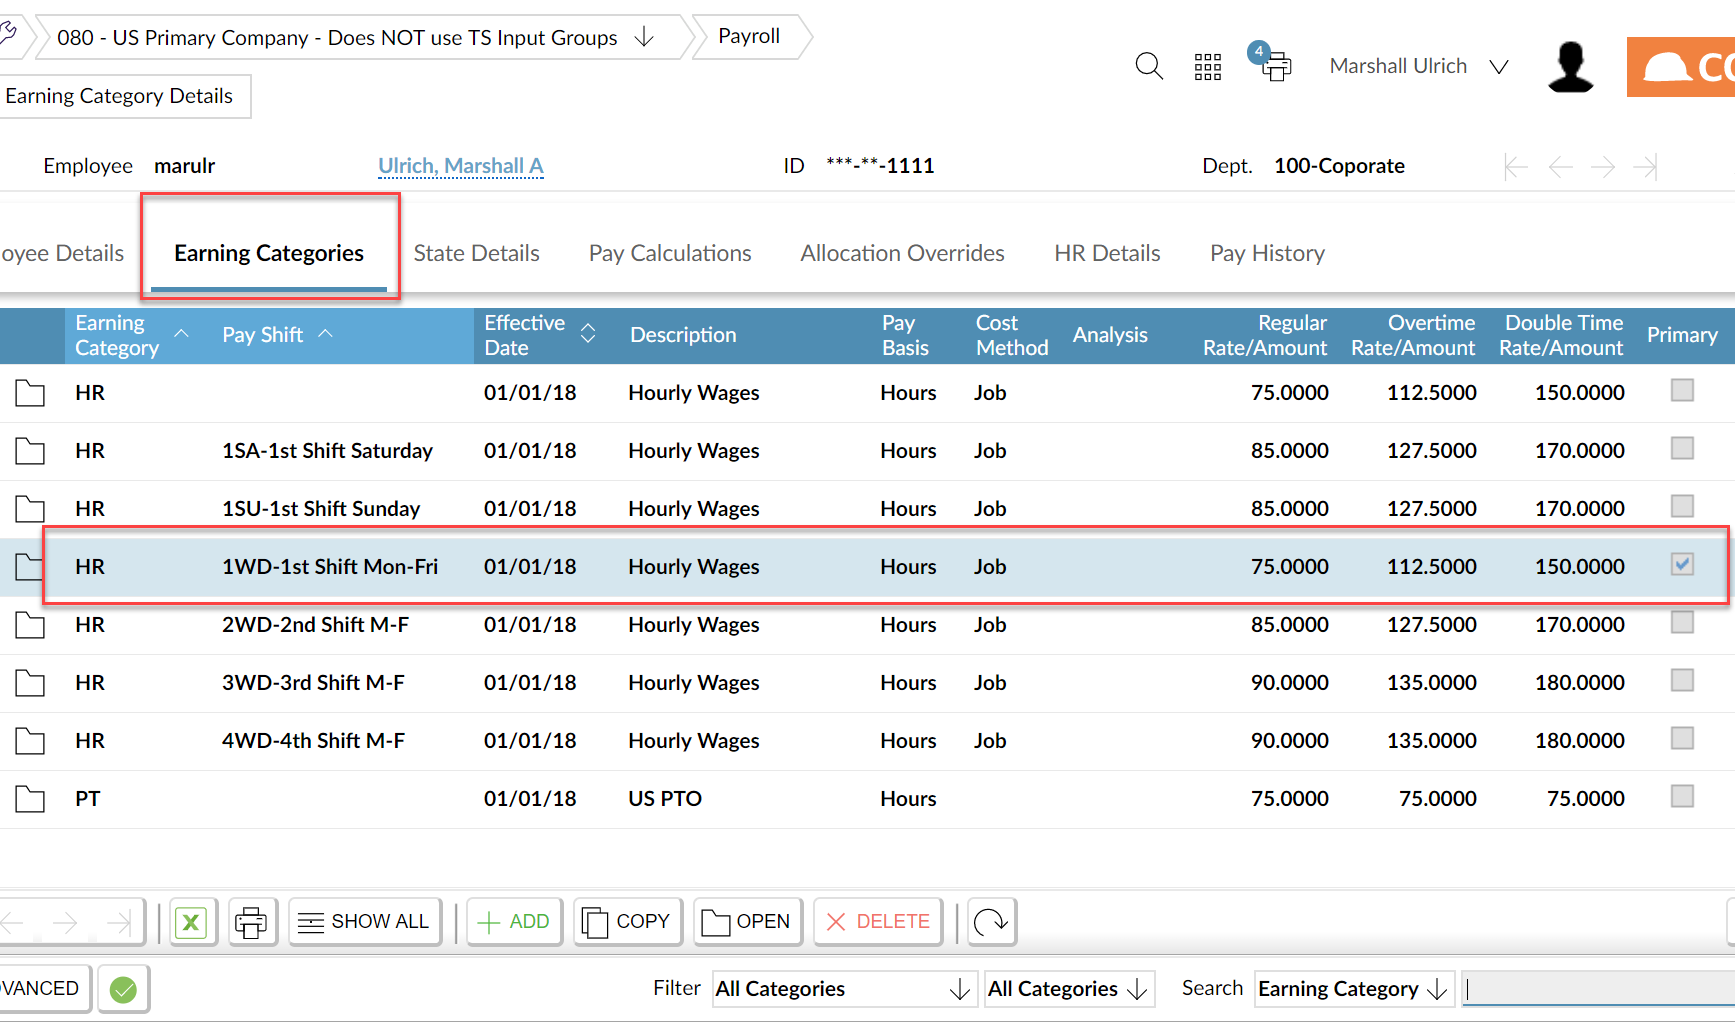 080 - US Primary Company - Does NOT use TS Input Groups
Payroll
4
Marshall Ulrich
CO
Earning Category Details
Employee marulr Ulrich, Marshall A ID ***-**-1111 Dept. 100-Coporate
oyee Details Earning Categories State Details Pay Calculations Allocation Overrides HR Details Pay History
Earning Category Pay Shift Effective Date Description Pay Basis Cost Method Analysis Regular Rate/Amount Overtime Rate/Amount Double Time Rate/Amount Primary
HR 01/01/18 Hourly Wages Hours Job 75.0000 112.5000 150.0000
HR 1SA-1st Shift Saturday 01/01/18 Hourly Wages Hours Job 85.0000 127.5000 170.0000
HR 1SU-1st Shift Sunday 01/01/18 Hourly Wages Hours Job 85.0000 127.5000 170.0000
HR 1WD-1st Shift Mon-Fri 01/01/18 Hourly Wages Hours Job 75.0000 112.5000 150.0000
HR 2WD-2nd Shift M-F 01/01/18 Hourly Wages Hours Job 85.0000 127.5000 170.0000
HR 3WD-3rd Shift M-F 01/01/18 Hourly Wages Hours Job 90.0000 135.0000 180.0000
HR 4WD-4th Shift M-F 01/01/18 Hourly Wages Hours Job 90.0000 135.0000 180.0000
PT 01/01/18 US PTO Hours 75.0000 75.0000 75.0000
SHOW ALL ADD COPY OPEN DELETE
VANCED Filter All Categories All Categories Search Earning Category